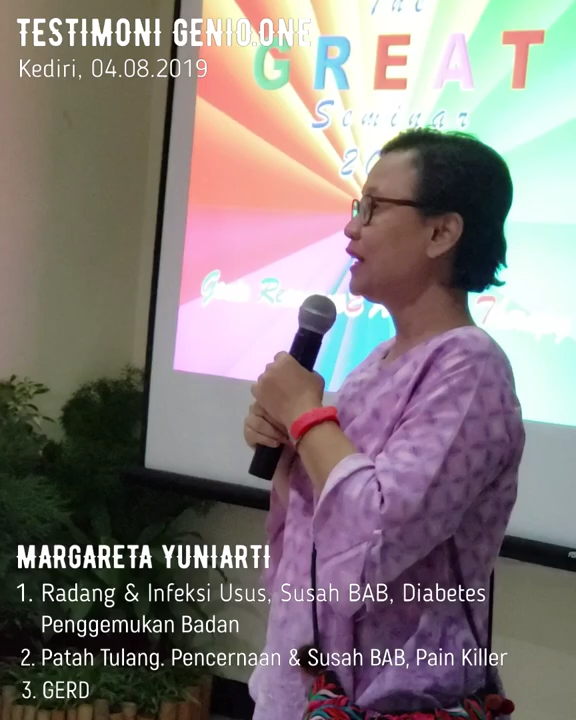 TESTIMONI GENIO.ONE
Kediri, 04.08.2019
The
GREAT
Seminar
MARGARETA YUNIARTI
1. Radang & Infeksi Usus, Susah BAB, Diabetes
Penggemukan Badan
2. Patah Tulang. Pencernaan & Susah BAB, Pain Killer
3. GERD